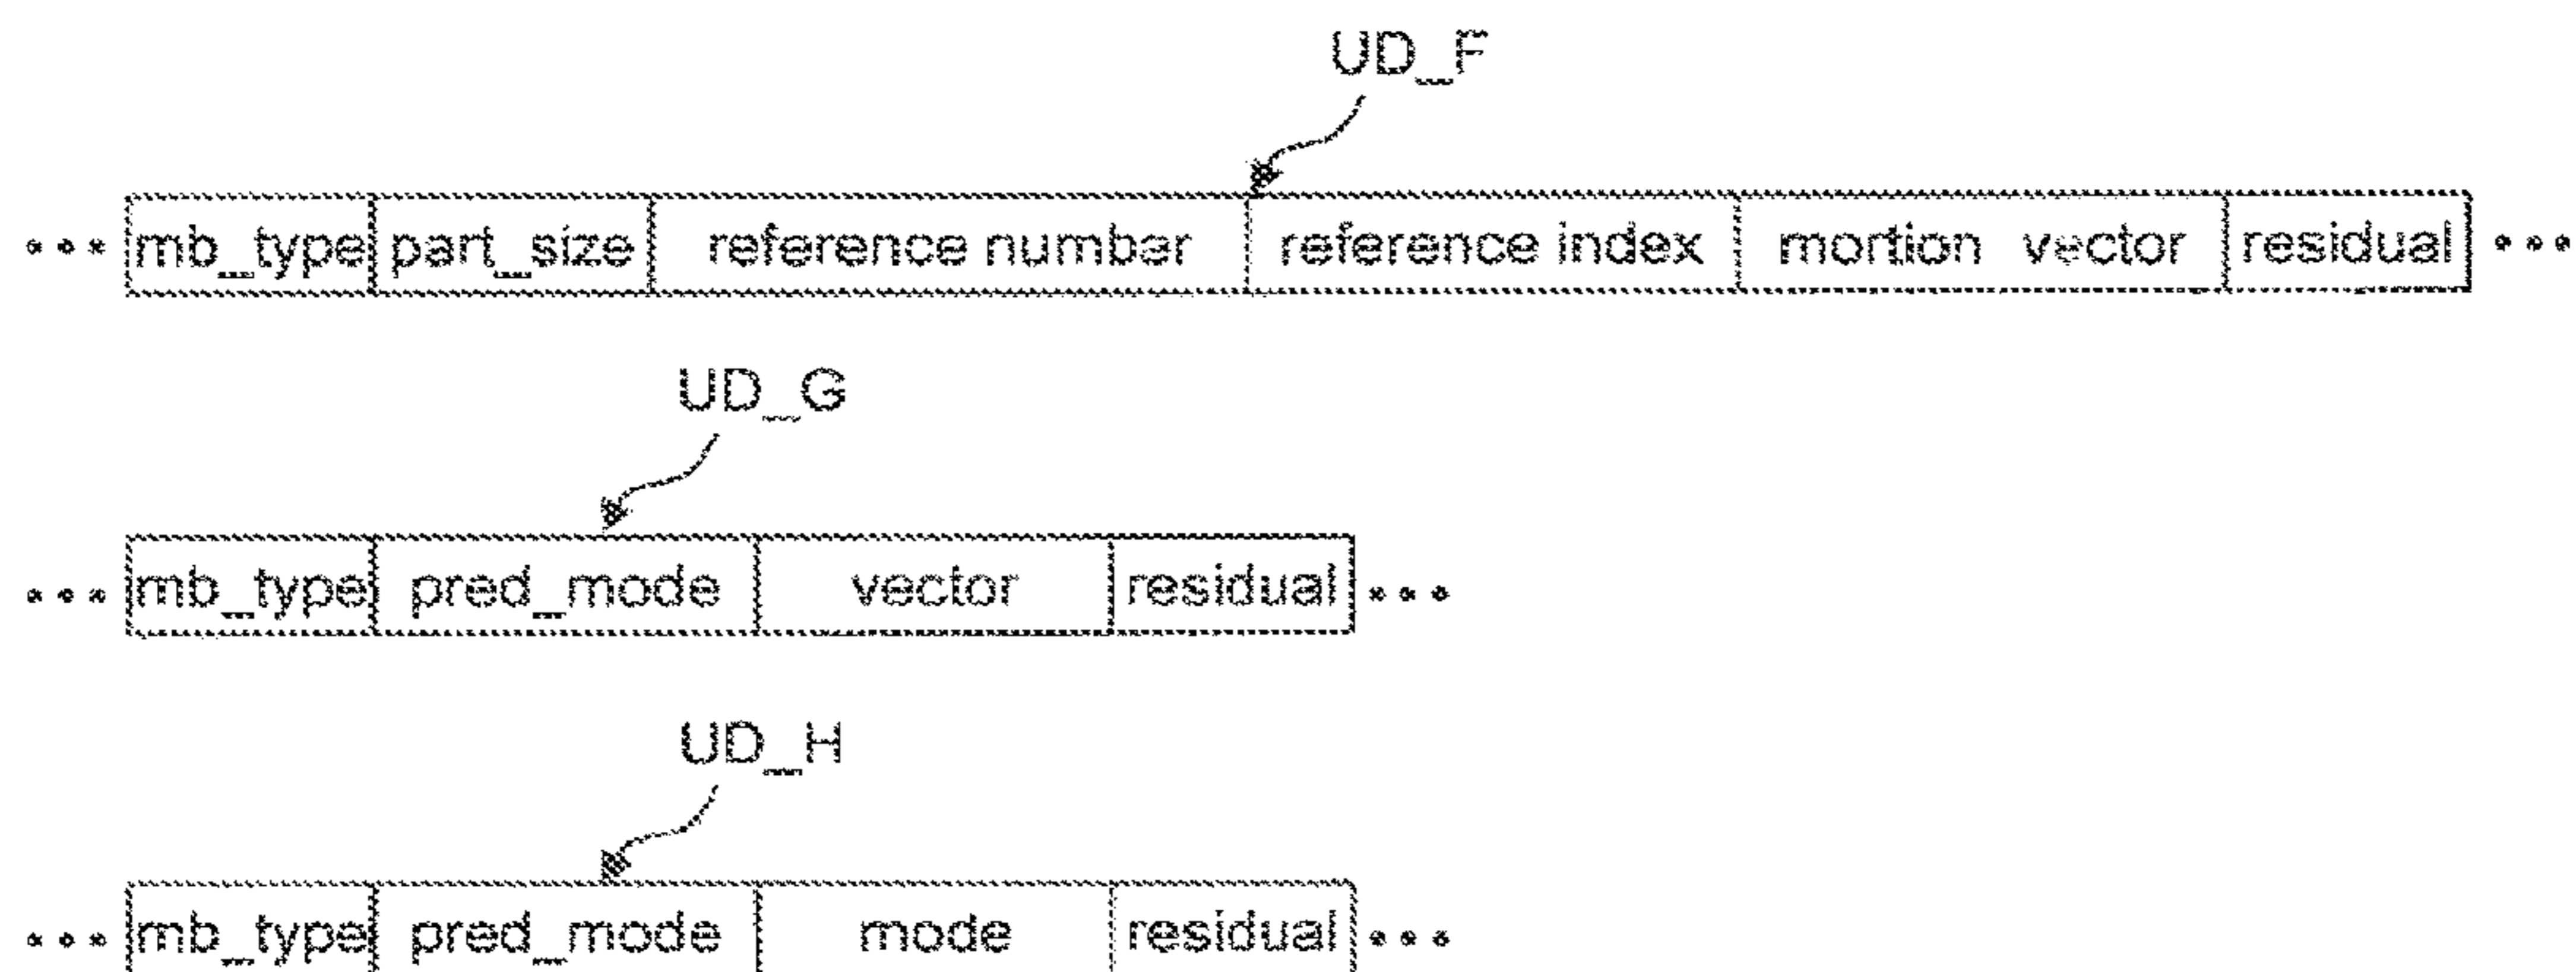 UD_F
... mb_type part_size reference numbar reference index mortion vector residual ...
UD_G
... mb_type pred_mode vector residual ...
UD_H
... mb_type pred_mode mode residual ...